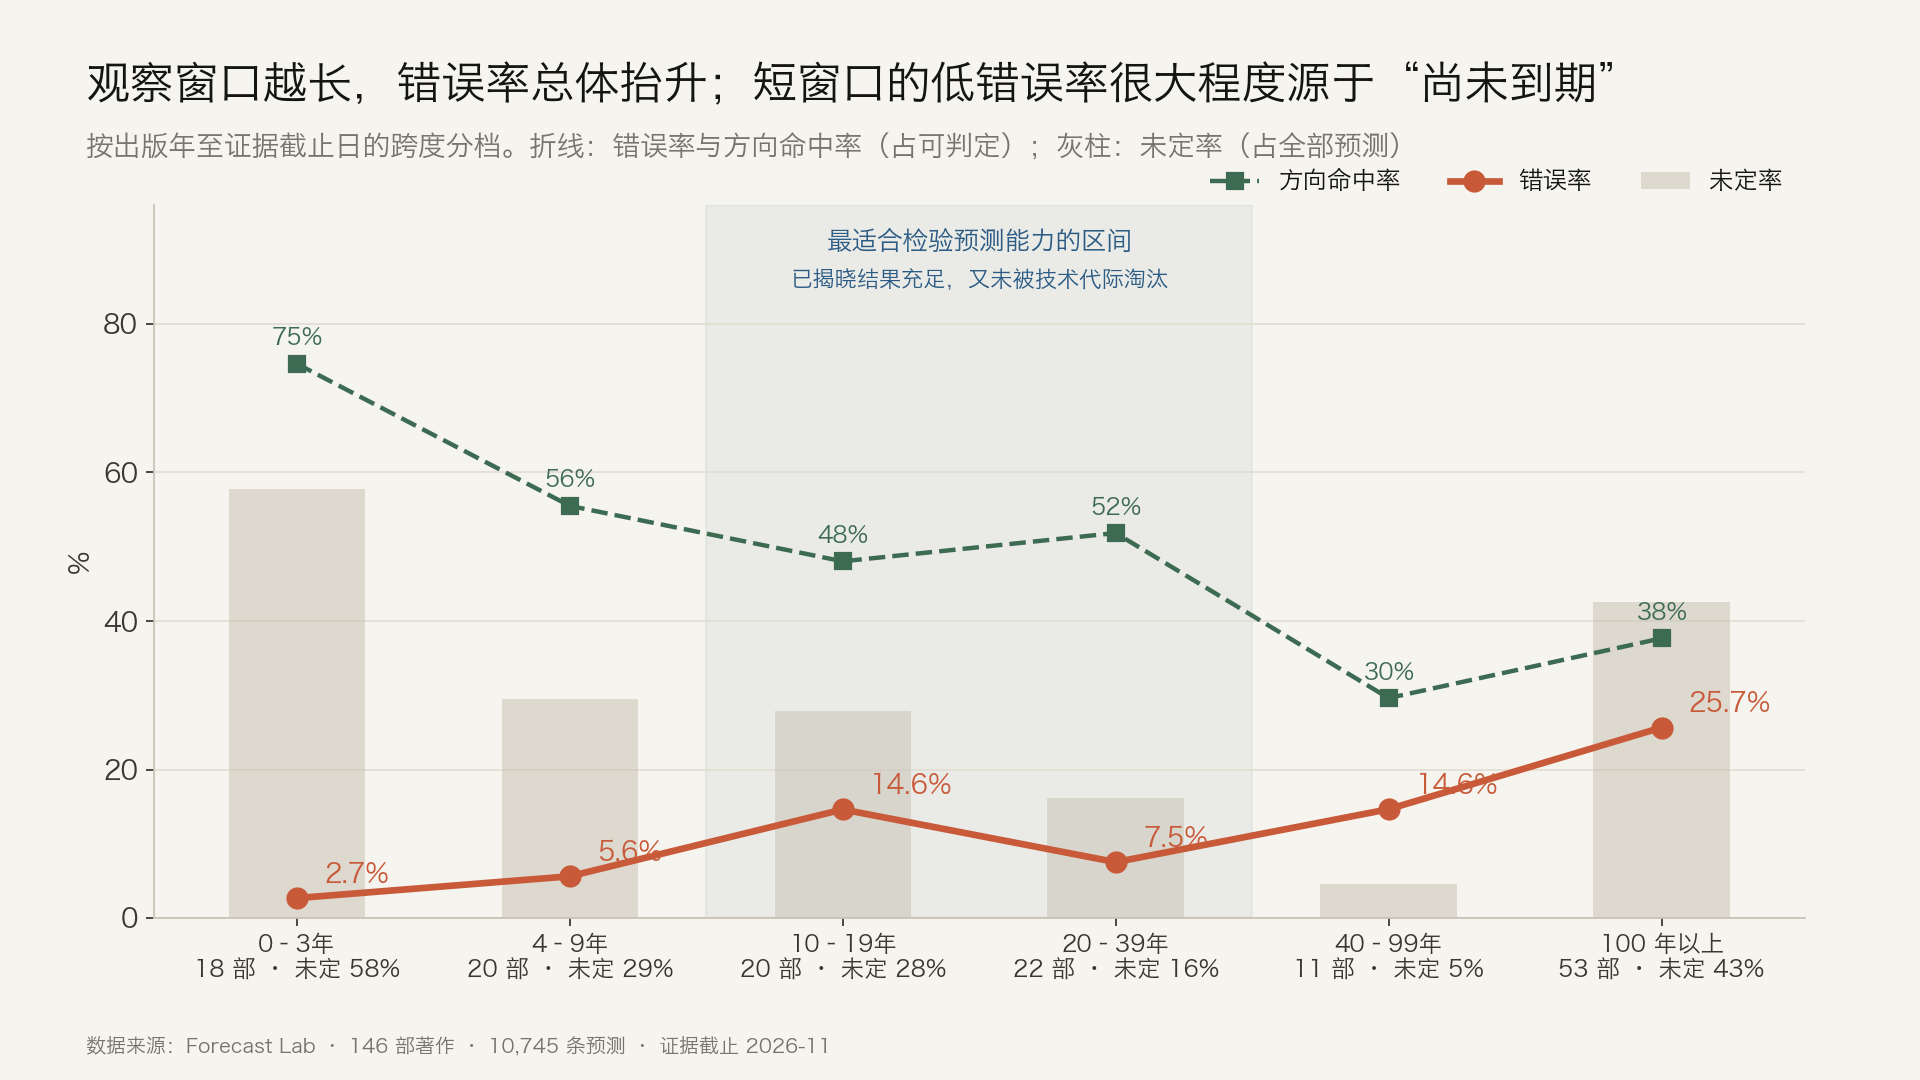 观察窗口越长，错误率总体抬升；短窗口的低错误率很大程度源于“尚未到期”
按出版年至证据截止日的跨度分档。折线：错误率与方向命中率（占可判定）；灰柱：未定率（占全部预测）
方向命中率 错误率 未定率
最适合检验预测能力的区间
已揭晓结果充足，又未被技术代际淘汰
80
60
40
20
0
%
75%
56%
48%
52%
30%
38%
2.7%
5.6%
14.6%
7.5%
14.6%
25.7%
0 - 3年
18 部 · 未定 58%
4 - 9年
20 部 · 未定 29%
10 - 19年
20 部 · 未定 28%
20 - 39年
22 部 · 未定 16%
40 - 99年
11 部 · 未定 5%
100 年以上
53 部 · 未定 43%
数据来源：Forecast Lab · 146 部著作 · 10,745 条预测 · 证据截止 2026-11